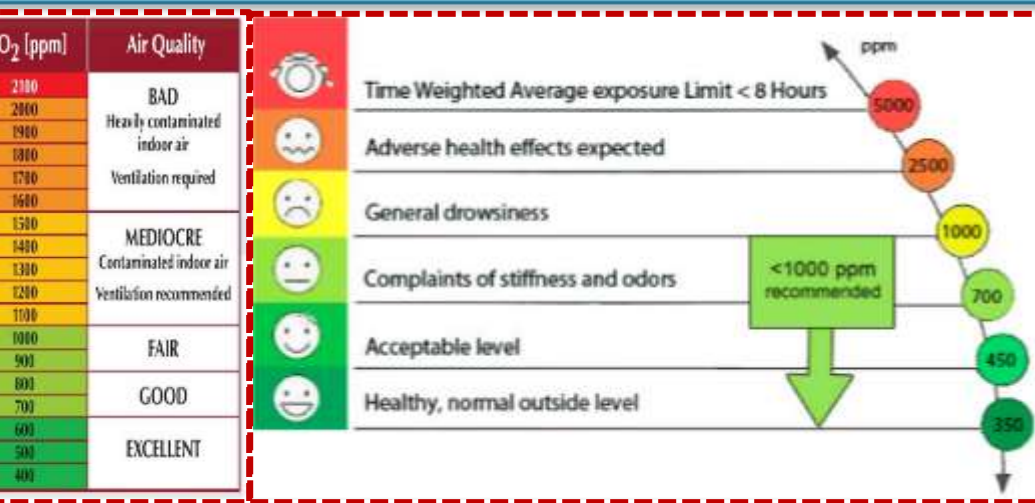 O₂ [ppm] Air Quality
2100
2000
1900
1800
1700
1600
BAD
Heavily contaminated
indoor air
Ventilation required
1500
1400
1300
1200
1100
MEDIOCRE
Contaminated indoor air
Ventilation recommended
1000
900
FAIR
800
700
GOOD
600
500
400
EXCELLENT
ppm
Time Weighted Average exposure Limit < 8 Hours
5000
Adverse health effects expected
2500
General drowsiness
1000
Complaints of stiffness and odors
700
<1000 ppm
recommended
Acceptable level
450
Healthy, normal outside level
350